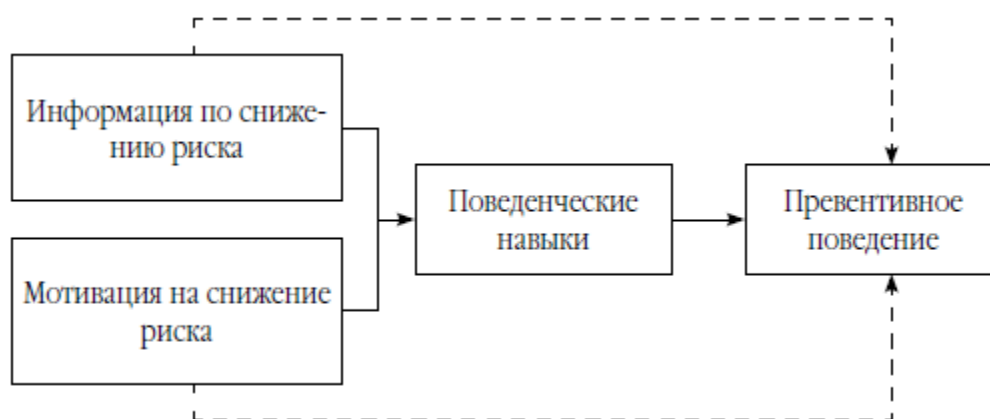 Информация по сниже-
нию риска
Мотивация на снижение
риска
Поведенческие
навыки
Превентивное
поведение